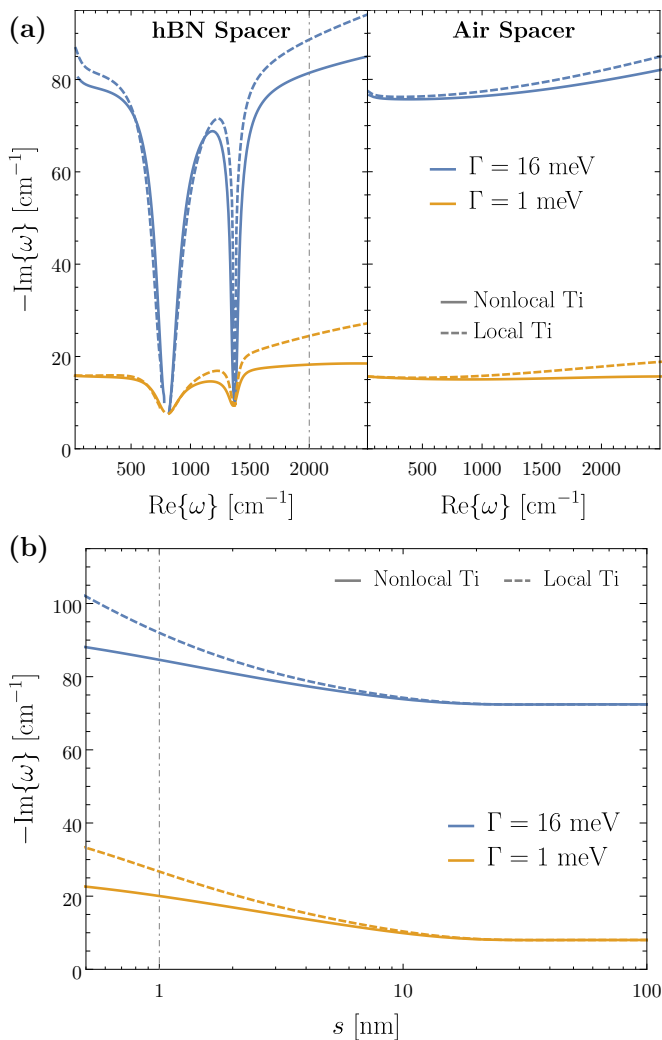 (a)
hBN Spacer
Air Spacer
80
60
40
20
0
−Im{ω} [cm⁻¹]
Γ = 16 meV
Γ = 1 meV
Nonlocal Ti
Local Ti
500 1000 1500 2000
500 1000 1500 2000
Re{ω} [cm⁻¹]
Re{ω} [cm⁻¹]
(b)
Nonlocal Ti
Local Ti
100
80
60
40
20
0
−Im{ω} [cm⁻¹]
Γ = 16 meV
Γ = 1 meV
1 10 100
s [nm]